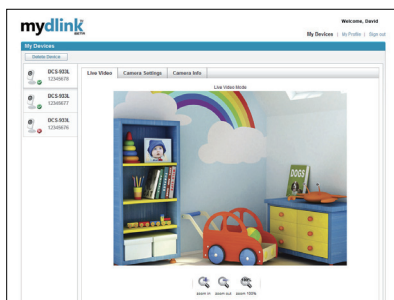 mydlink
Welcome, David
My Devices | My Profile | Sign out
My Devices
Delete Device
DCS-933L
12345678
DCS-933L
12345677
DCS-933L
12345676
Live Video
Camera Settings
Camera Info
Live Video Mode
DOGS
100%
zoom in
zoom out
zoom 100%